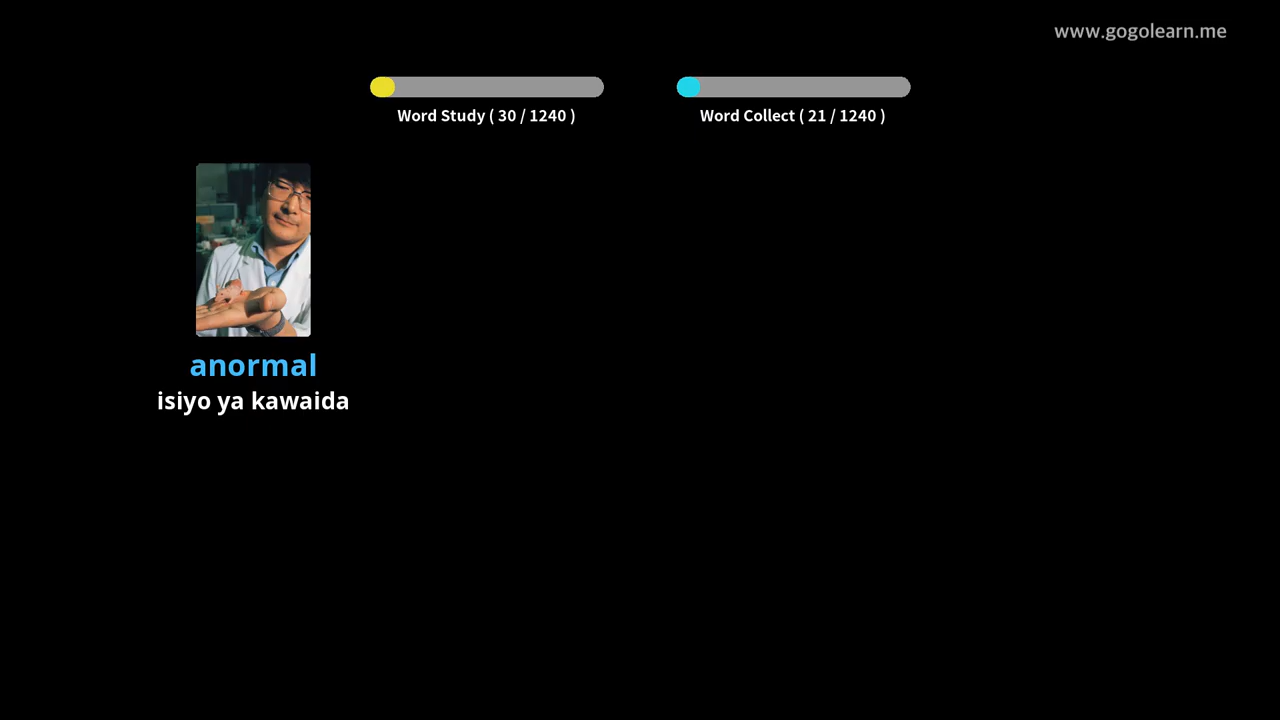 www.gogolearn.me
Word Study ( 30 / 1240 )
Word Collect ( 21 / 1240 )
anormal
isiyo ya kawaida